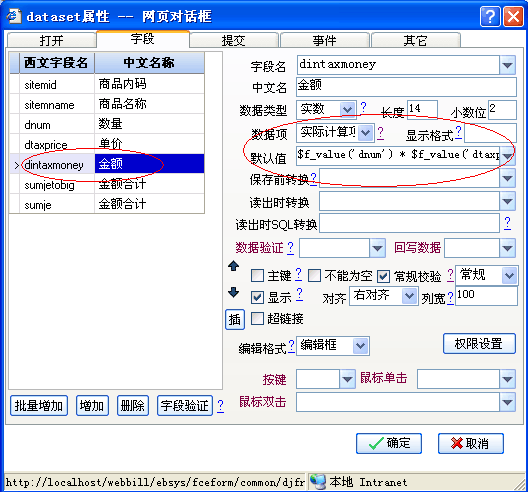 dataset属性 -- 网页对话框
打开 字段 提交 事件 其它
西文字段名 中文名称
sitemid 商品内码
sitemname 商品名称
dnum 数量
dtaxprice 单价
dintaxmoney 金额
sumjetobig 金额合计
sumje 金额合计
字段名 dintaxmoney
中文名 金额
数据类型 实数 ? 长度 14 小数位 2
数据项 实际计算项 ? 显示格式
默认值 $f_value('dnum') * $f_value('dtaxp
保存前转换?
读出时转换
读出时SQL转换 ?
数据验证? 回写数据
主键? 不能为空 常规校验? 常规
显示? 对齐 右对齐 列宽? 100
插 超链接
编辑格式? 编辑框 权限设置
按键 鼠标单击
鼠标双击
批量增加 增加 删除 字段验证 ?
确定 取消
http://localhost/webbill/ebsys/fceform/common/djfr 本地 Intranet